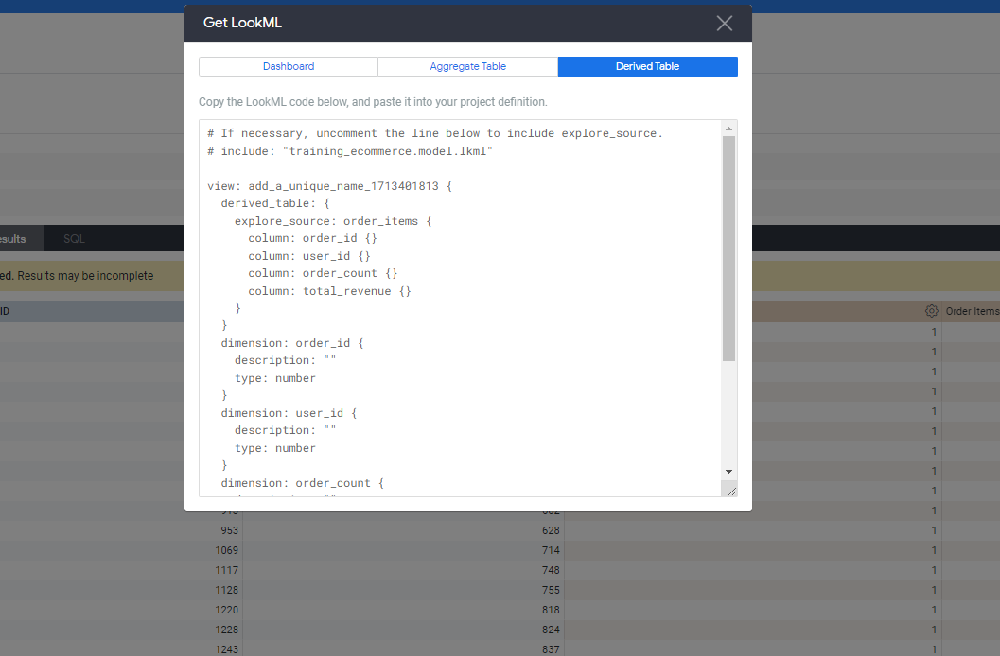 Get LookML
Dashboard Aggregate Table Derived Table
Copy the LookML code below, and paste it into your project definition.
# If necessary, uncomment the line below to include explore_source.
# include: "training_ecommerce.model.lkml"
view: add_a_unique_name_1713401813 {
derived_table: {
explore_source: order_items {
column: order_id {}
column: user_id {}
column: order_count {}
column: total_revenue {}
}
}
dimension: order_id {
description: ""
type: number
}
dimension: user_id {
description: ""
type: number
}
dimension: order_count {
esults SQL
ed. Results may be incomplete
ID Order Items
1
1
1
1
1
1
1
1
1
1
953 628 1
1069 714 1
1117 748 1
1128 755 1
1220 818 1
1228 824 1
1243 837 1